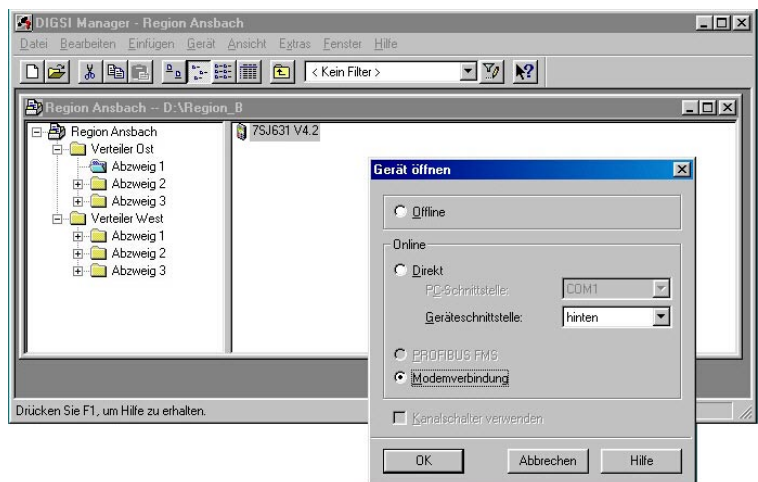 DIGSI Manager - Region Ansbach
Datei Bearbeiten Einfügen Gerät Ansicht Extras Fenster Hilfe
< Kein Filter >
Region Ansbach -- D:\Region_B
Region Ansbach
Verteiler Ost
Abzweig 1
Abzweig 2
Abzweig 3
Verteiler West
Abzweig 1
Abzweig 2
Abzweig 3
7SJ631 V4.2
Gerät öffnen
Offline
Online
Direkt
PC-Schnittstelle: COM1
Geräteschnittstelle: hinten
PROFIBUS FMS
Modemverbindung
Kanalschalter verwenden
OK Abbrechen Hilfe
Drücken Sie F1, um Hilfe zu erhalten.